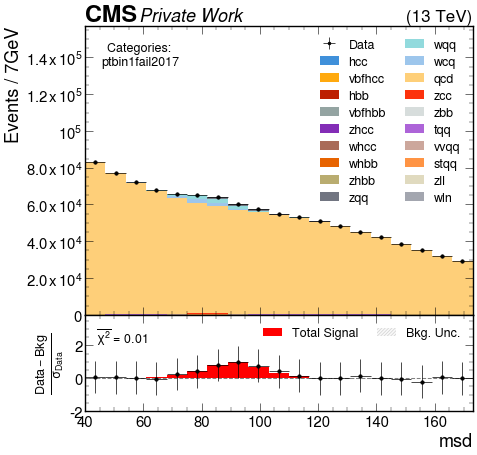 CMS Private Work (13 TeV)
Events / 7GeV
Categories:
ptbin1fail2017
Data
hcc
vbfhcc
hbb
vbfhbb
zhcc
whcc
whbb
zhbb
zqq
wqq
wcq
qcd
zcc
zbb
tqq
vvqq
stqq
zll
wln
1.4 x 10⁵
1.2 x 10⁵
10⁵
8.0 x 10⁴
6.0 x 10⁴
4.0 x 10⁴
2.0 x 10⁴
0
χ² = 0.01
Total Signal
Bkg. Unc.
Data − Bkg
σData
2
0
-2
40 60 80 100 120 140 160
msd